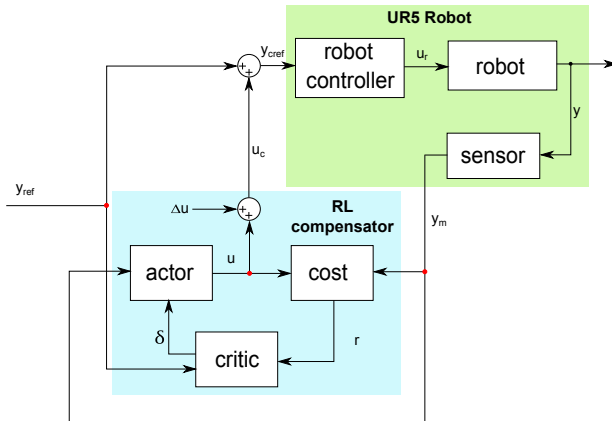 UR5 Robot
y_cref
robot
controller
u_r
robot
y
sensor
u_c
y_ref
Δu
+
+
+
+
RL
compensator
y_m
actor
u
cost
δ
r
critic